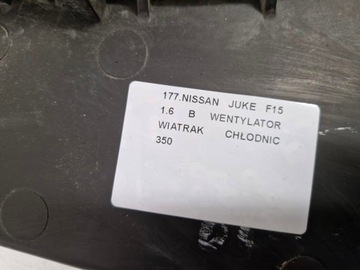 177.NISSAN JUKE F15
1.6 B WENTYLATOR
WIATRAK CHŁODNIC
350